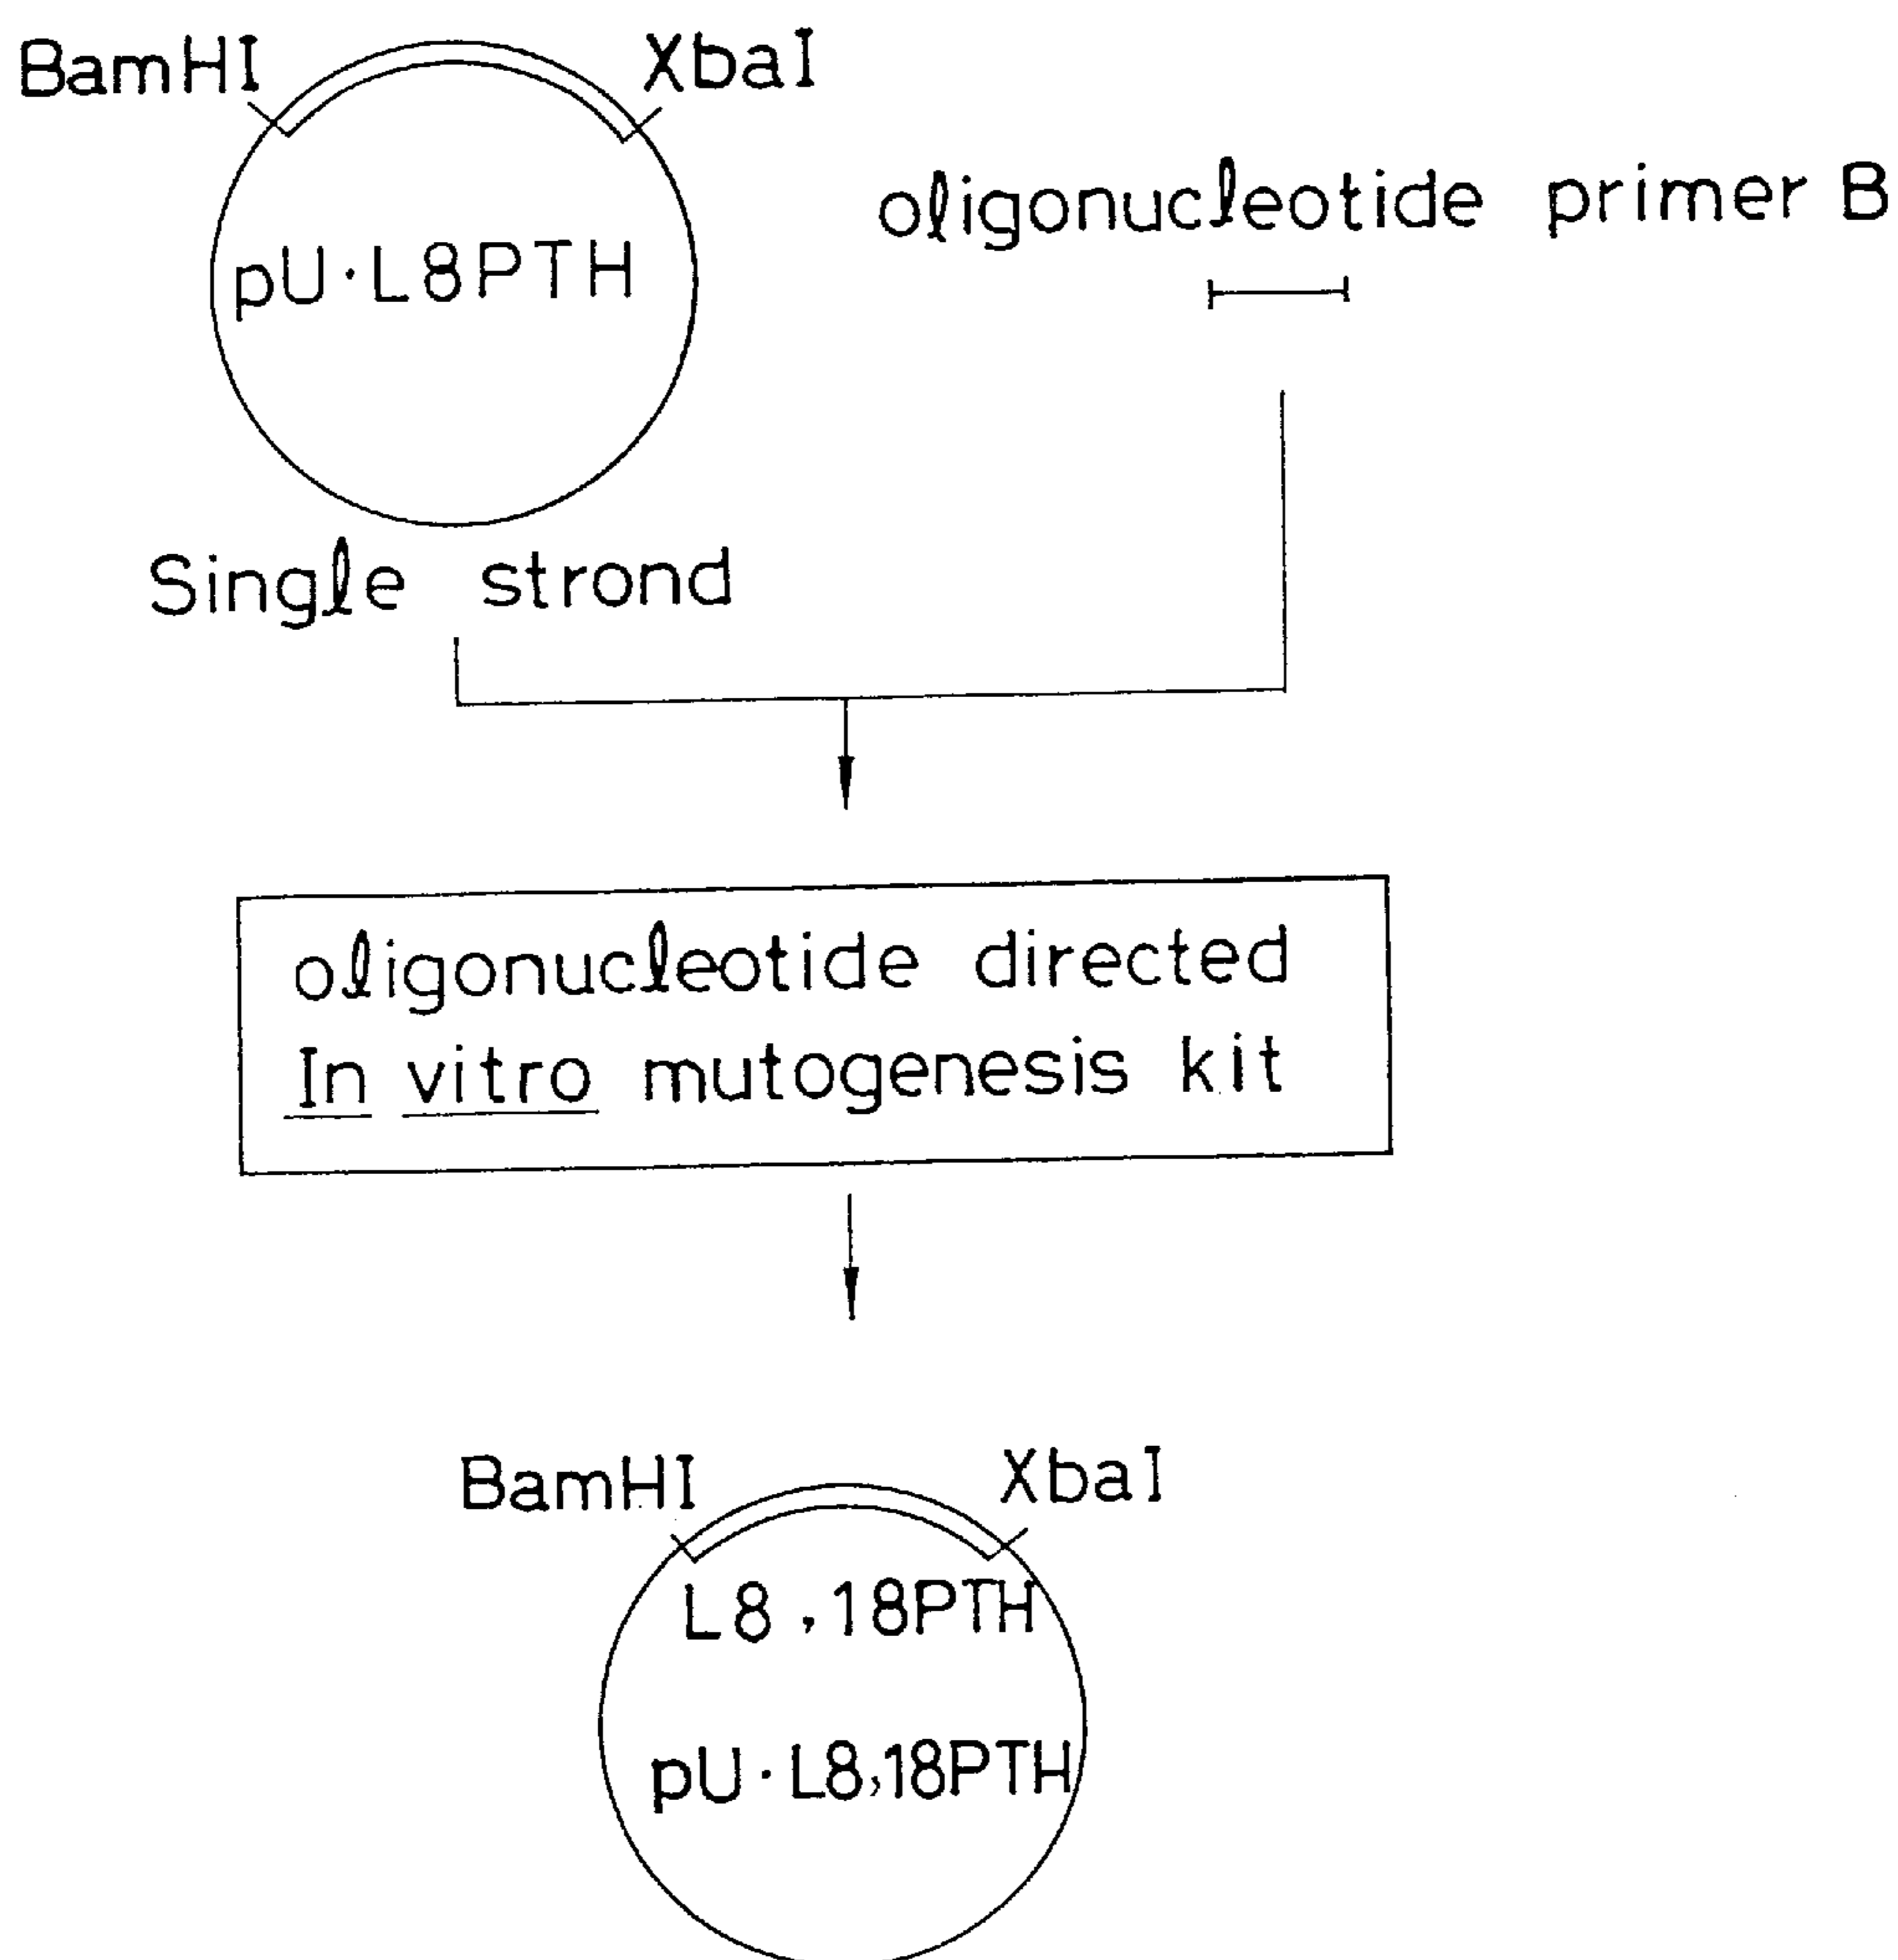 BamHI
XbaI
oligonucleotide primer B
pU·L8PTH
Single strond
oligonucleotide directed
In vitro mutogenesis kit
BamHI
XbaI
L8,18PTH
pU·L8,18PTH